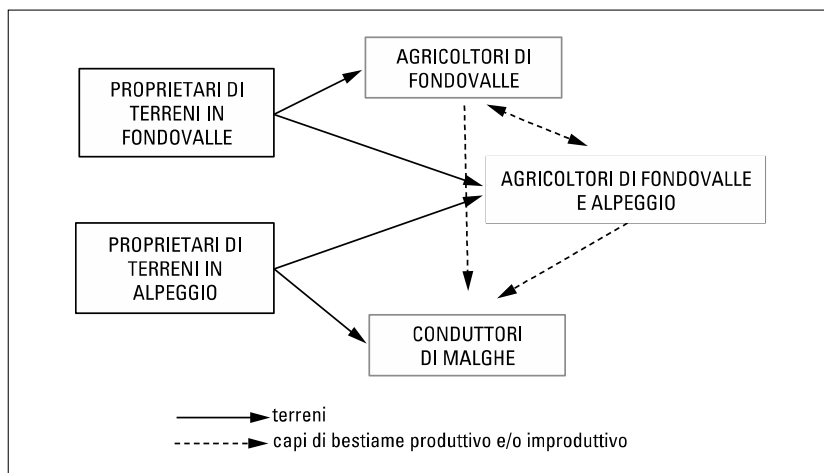 PROPRIETARI DI
TERRENI IN
FONDOVALLE
AGRICOLTORI DI
FONDOVALLE
AGRICOLTORI DI FONDOVALLE
E ALPEGGIO
PROPRIETARI DI
TERRENI IN
ALPEGGIO
CONDUTTORI
DI MALGHE
terreni
capi di bestiame produttivo e/o improduttivo